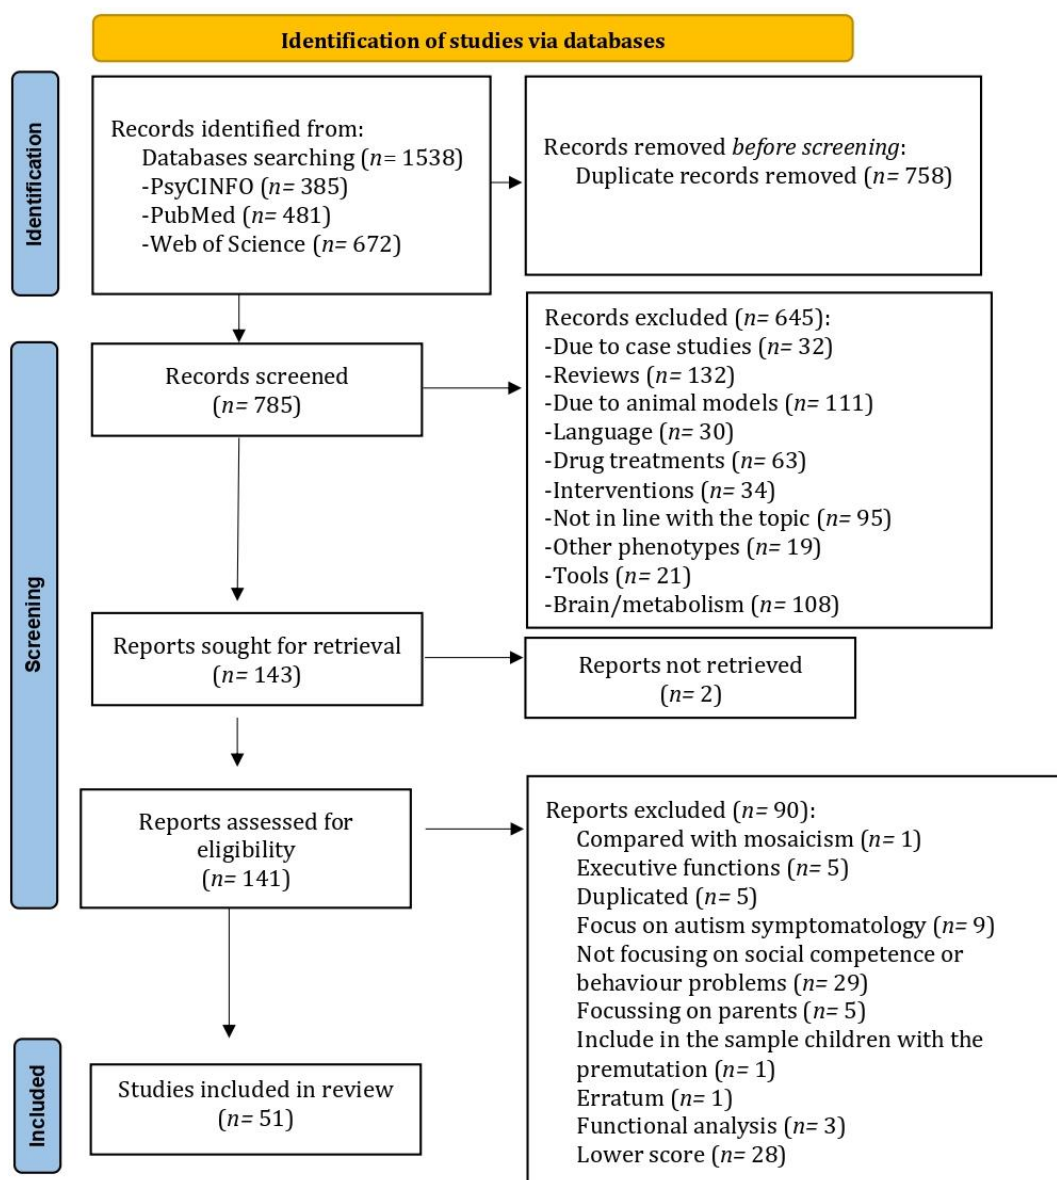 Identification of studies via databases
Identification
Records identified from:
Databases searching (n= 1538)
-PsyCINFO (n= 385)
-PubMed (n= 481)
-Web of Science (n= 672)
Records removed before screening:
Duplicate records removed (n= 758)
Screening
Records screened
(n= 785)
Records excluded (n= 645):
-Due to case studies (n= 32)
-Reviews (n= 132)
-Due to animal models (n= 111)
-Language (n= 30)
-Drug treatments (n= 63)
-Interventions (n= 34)
-Not in line with the topic (n= 95)
-Other phenotypes (n= 19)
-Tools (n= 21)
-Brain/metabolism (n= 108)
Reports sought for retrieval
(n= 143)
Reports not retrieved
(n= 2)
Reports assessed for
eligibility
(n= 141)
Reports excluded (n= 90):
Compared with mosaicism (n= 1)
Executive functions (n= 5)
Duplicated (n= 5)
Focus on autism symptomatology (n= 9)
Not focusing on social competence or
behaviour problems (n= 29)
Focussing on parents (n= 5)
Include in the sample children with the
premutation (n= 1)
Erratum (n= 1)
Functional analysis (n= 3)
Lower score (n= 28)
Included
Studies included in review
(n= 51)